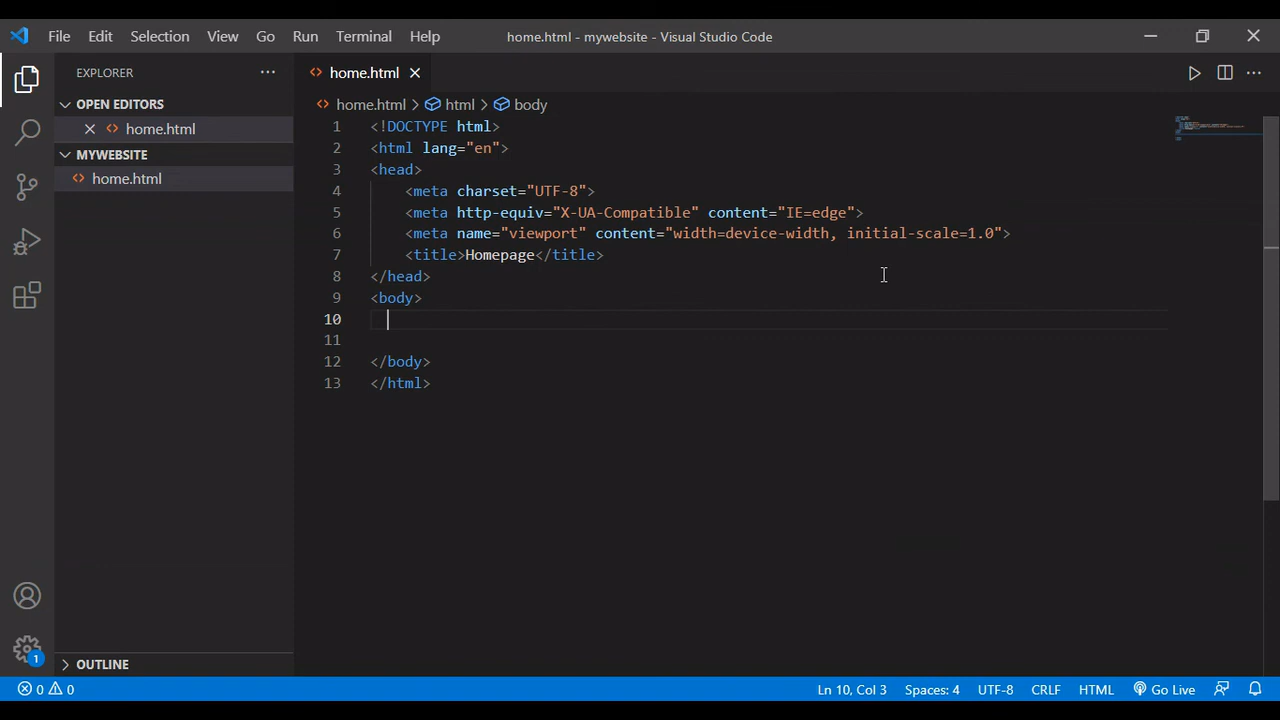 File Edit Selection View Go Run Terminal Help home.html - mywebsite - Visual Studio Code
EXPLORER
home.html
OPEN EDITORS
home.html
MYWEBSITE
home.html
OUTLINE
home.html > html > body
1 <!DOCTYPE html>
2 <html lang="en">
3 <head>
4 <meta charset="UTF-8">
5 <meta http-equiv="X-UA-Compatible" content="IE=edge">
6 <meta name="viewport" content="width=device-width, initial-scale=1.0">
7 <title>Homepage</title>
8 </head>
9 <body>
10
11
12 </body>
13 </html>
1
0 0 Ln 10, Col 3 Spaces: 4 UTF-8 CRLF HTML Go Live